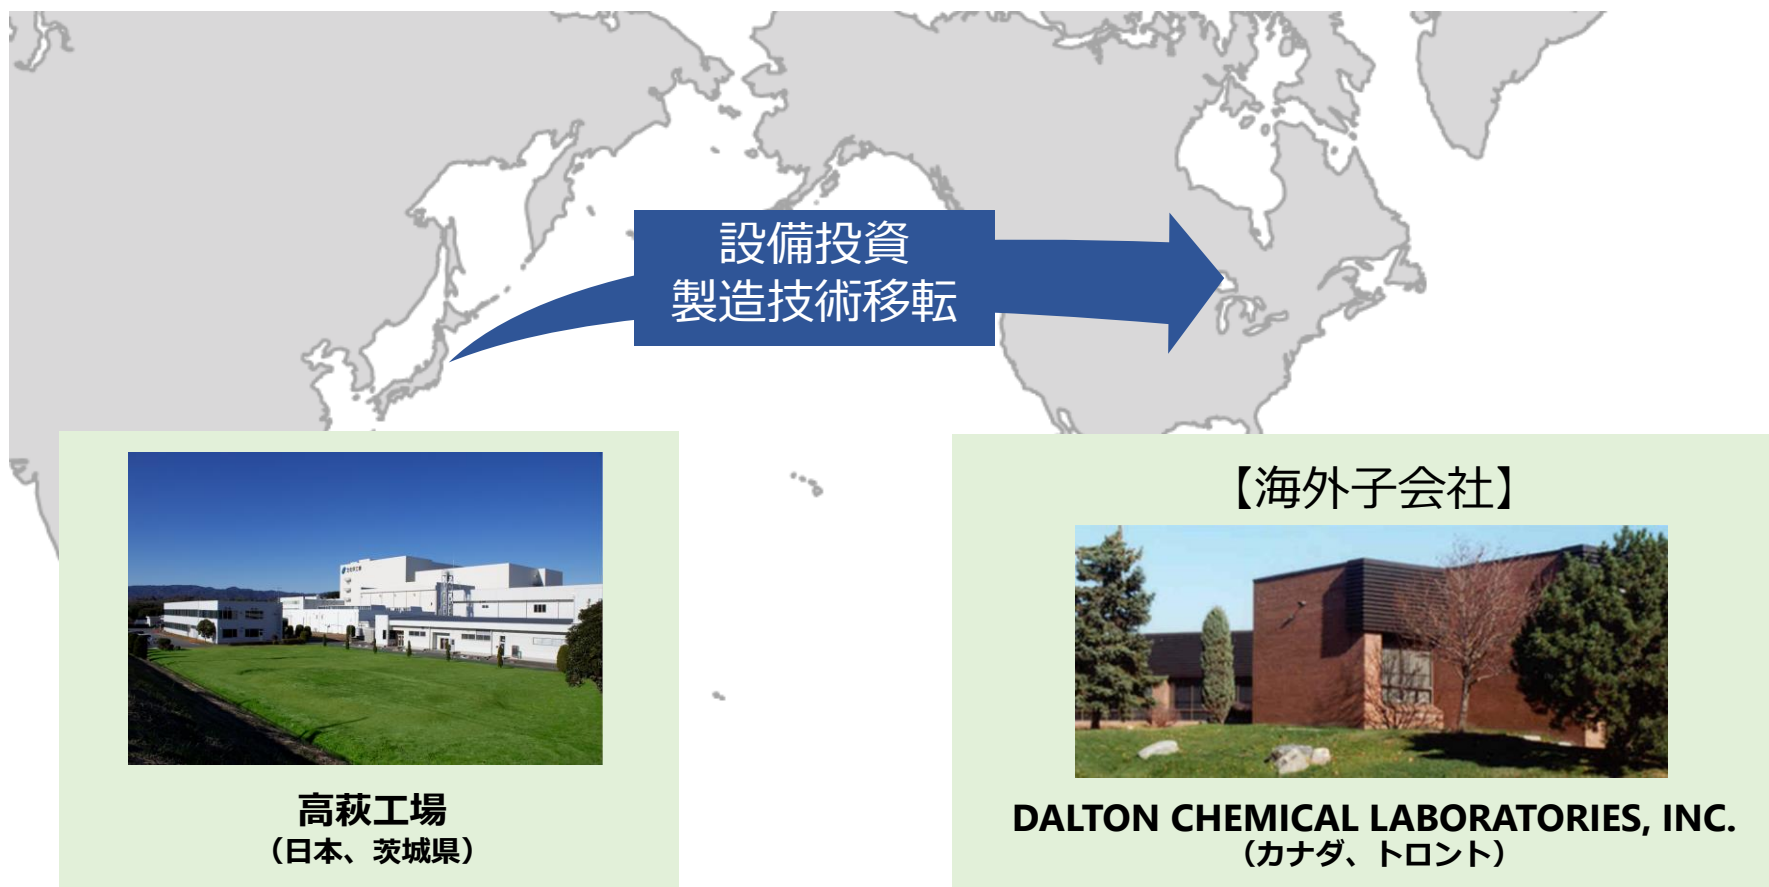 設備投資
製造技術移転
【海外子会社】
高萩工場
（日本、茨城県）
DALTON CHEMICAL LABORATORIES, INC.
（カナダ、トロント）